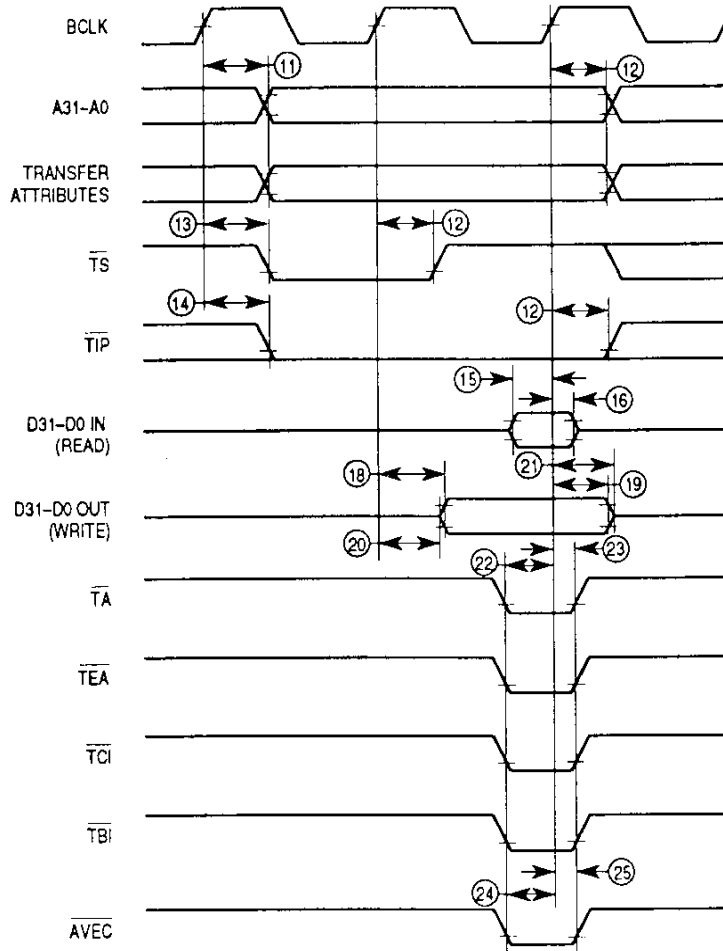 BCLK
11
12
A31–A0
TRANSFER
ATTRIBUTES
13
12
TS
14
12
TIP
15
16
D31–D0 IN
(READ)
21
18
19
D31–D0 OUT
(WRITE)
20
23
22
TA
TEA
TCI
TBI
25
24
AVEC